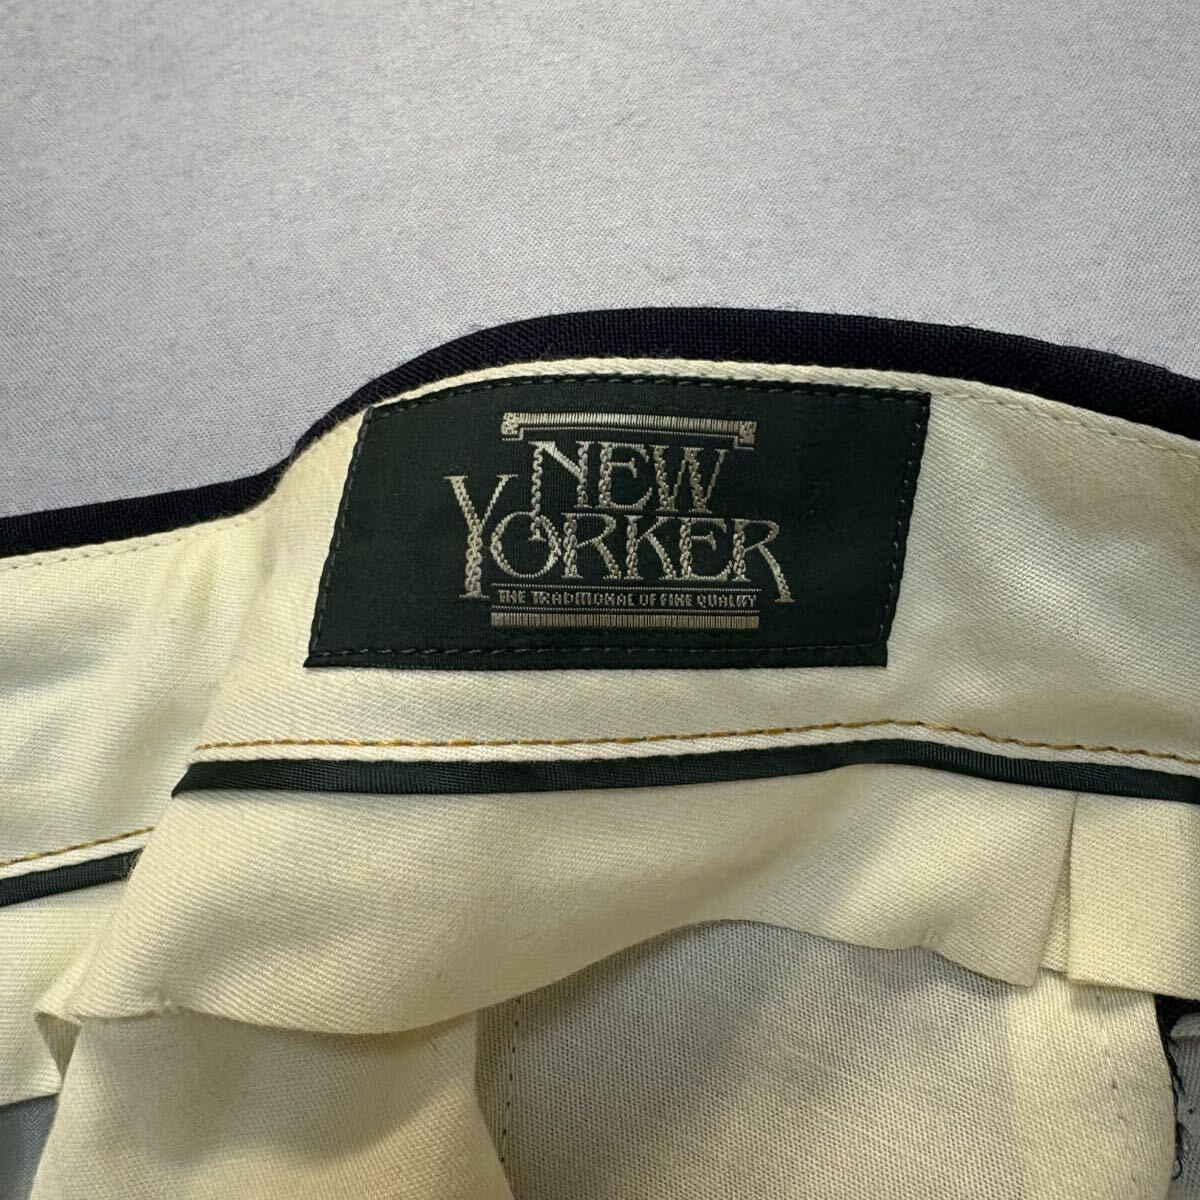 NEW
YORKER
THE TRADITIONAL OF FINE QUALITY